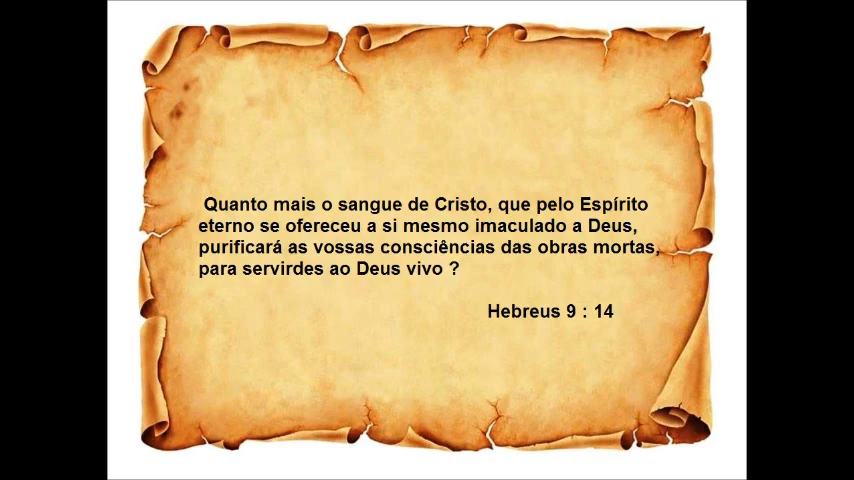 Quanto mais o sangue de Cristo, que pelo Espírito
eterno se ofereceu a si mesmo imaculado a Deus,
purificará as vossas consciências das obras mortas,
para servirdes ao Deus vivo ?
Hebreus 9 : 14